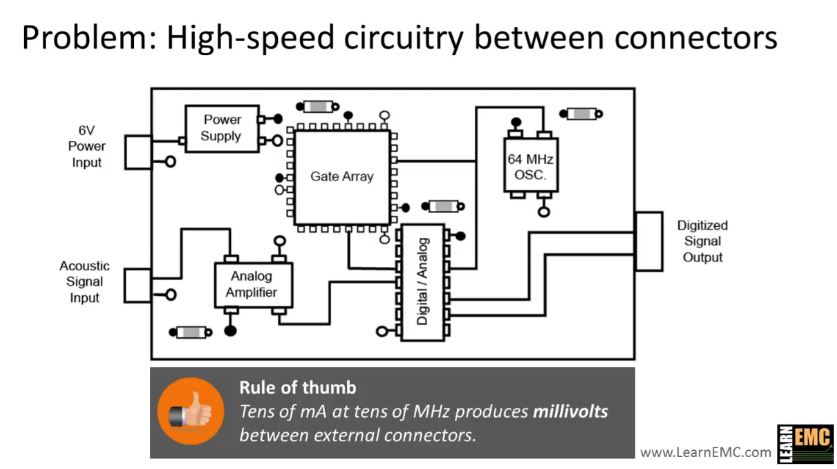 Problem: High-speed circuitry between connectors
6V
Power
Input
Power
Supply
Gate Array
64 MHz
OSC.
Digitized
Signal
Output
Acoustic
Signal
Input
Analog
Amplifier
Digital / Analog
Rule of thumb
Tens of mA at tens of MHz produces millivolts
between external connectors.
www.LearnEMC.com
LEARN
EMC